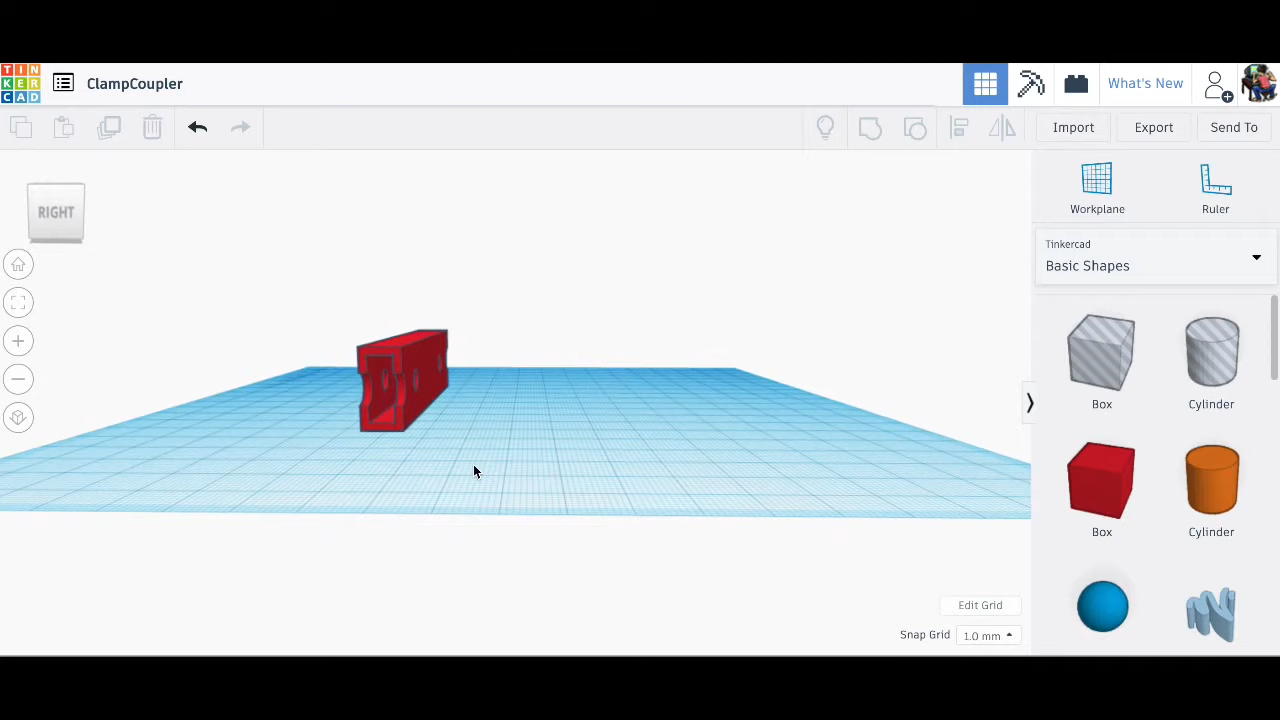 TIN
KER
CAD
ClampCoupler
What's New
Import
Export
Send To
RIGHT
Workplane
Ruler
Tinkercad
Basic Shapes
Box
Cylinder
Box
Cylinder
Edit Grid
Snap Grid
1.0 mm